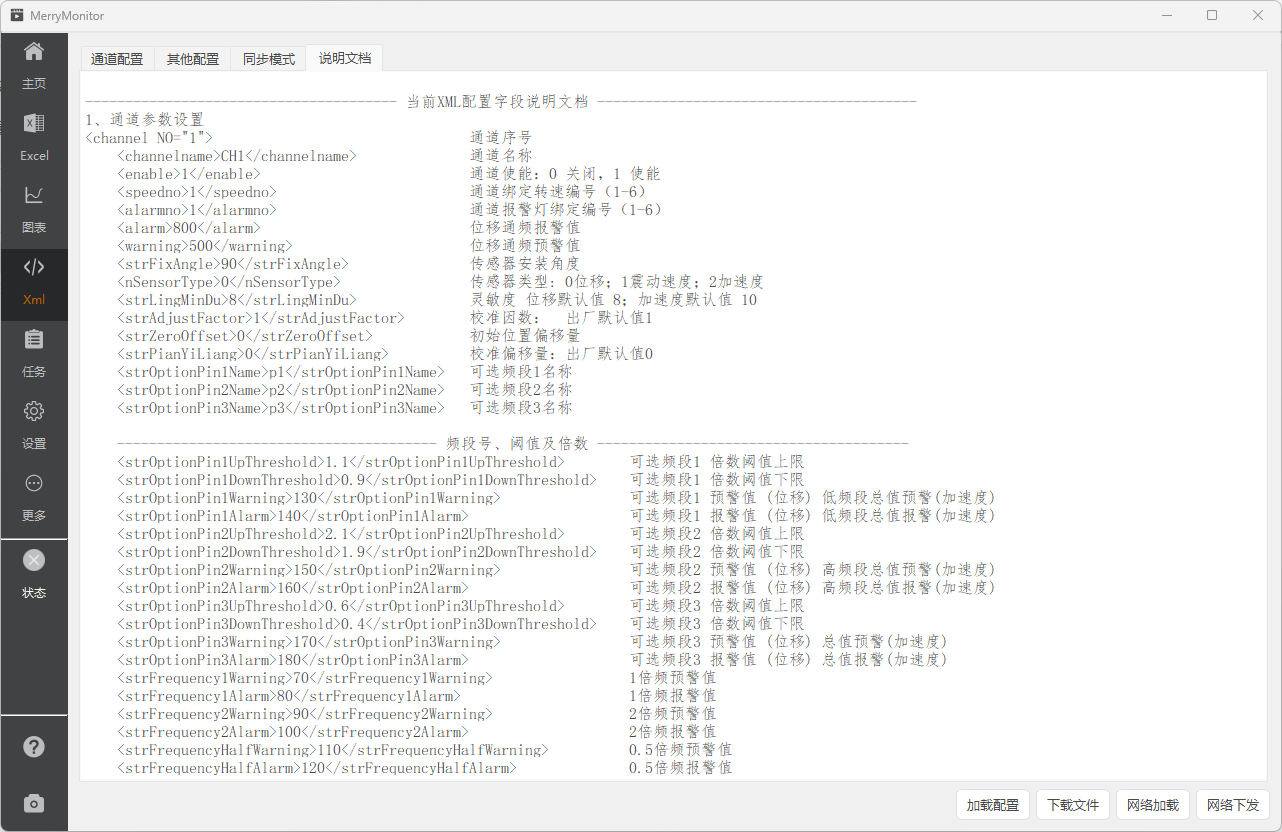 MerryMonitor
主页
Excel
图表
Xml
任务
设置
更多
状态
通道配置 其他配置 同步模式 说明文档
--------------------------------------- 当前XML配置字段说明文档 ----------------------------------------
1、通道参数设置
<channel NO="1"> 通道序号
<channelname>CH1</channelname> 通道名称
<enable>1</enable> 通道使能：0 关闭，1 使能
<speedno>1</speedno> 通道绑定转速编号（1-6）
<alarmno>1</alarmno> 通道报警灯绑定编号（1-6）
<alarm>800</alarm> 位移通频报警值
<warning>500</warning> 位移通频预警值
<strFixAngle>90</strFixAngle> 传感器安装角度
<nSensorType>0</nSensorType> 传感器类型: 0位移；1震动速度；2加速度
<strLingMinDu>8</strLingMinDu> 灵敏度 位移默认值 8；加速度默认值 10
<strAdjustFactor>1</strAdjustFactor> 校准因数： 出厂默认值1
<strZeroOffset>0</strZeroOffset> 初始位置偏移量
<strPianYiLiang>0</strPianYiLiang> 校准偏移量：出厂默认值0
<strOptionPin1Name>p1</strOptionPin1Name> 可选频段1名称
<strOptionPin2Name>p2</strOptionPin2Name> 可选频段2名称
<strOptionPin3Name>p3</strOptionPin3Name> 可选频段3名称
---------------------------------------- 频段号、阈值及倍数 ---------------------------------------
<strOptionPin1UpThreshold>1.1</strOptionPin1UpThreshold> 可选频段1 倍数阈值上限
<strOptionPin1DownThreshold>0.9</strOptionPin1DownThreshold> 可选频段1 倍数阈值下限
<strOptionPin1Warning>130</strOptionPin1Warning> 可选频段1 预警值 (位移) 低频段总值预警(加速度)
<strOptionPin1Alarm>140</strOptionPin1Alarm> 可选频段1 报警值 (位移) 低频段总值报警(加速度)
<strOptionPin2UpThreshold>2.1</strOptionPin2UpThreshold> 可选频段2 倍数阈值上限
<strOptionPin2DownThreshold>1.9</strOptionPin2DownThreshold> 可选频段2 倍数阈值下限
<strOptionPin2Warning>150</strOptionPin2Warning> 可选频段2 预警值 (位移) 高频段总值预警(加速度)
<strOptionPin2Alarm>160</strOptionPin2Alarm> 可选频段2 报警值 (位移) 高频段总值报警(加速度)
<strOptionPin3UpThreshold>0.6</strOptionPin3UpThreshold> 可选频段3 倍数阈值上限
<strOptionPin3DownThreshold>0.4</strOptionPin3DownThreshold> 可选频段3 倍数阈值下限
<strOptionPin3Warning>170</strOptionPin3Warning> 可选频段3 预警值 (位移) 总值预警(加速度)
<strOptionPin3Alarm>180</strOptionPin3Alarm> 可选频段3 报警值 (位移) 总值报警(加速度)
<strFrequency1Warning>70</strFrequency1Warning> 1倍频预警值
<strFrequency1Alarm>80</strFrequency1Alarm> 1倍频报警值
<strFrequency2Warning>90</strFrequency2Warning> 2倍频预警值
<strFrequency2Alarm>100</strFrequency2Alarm> 2倍频报警值
<strFrequencyHalfWarning>110</strFrequencyHalfWarning> 0.5倍频预警值
<strFrequencyHalfAlarm>120</strFrequencyHalfAlarm> 0.5倍频报警值
加载配置 下载文件 网络加载 网络下发